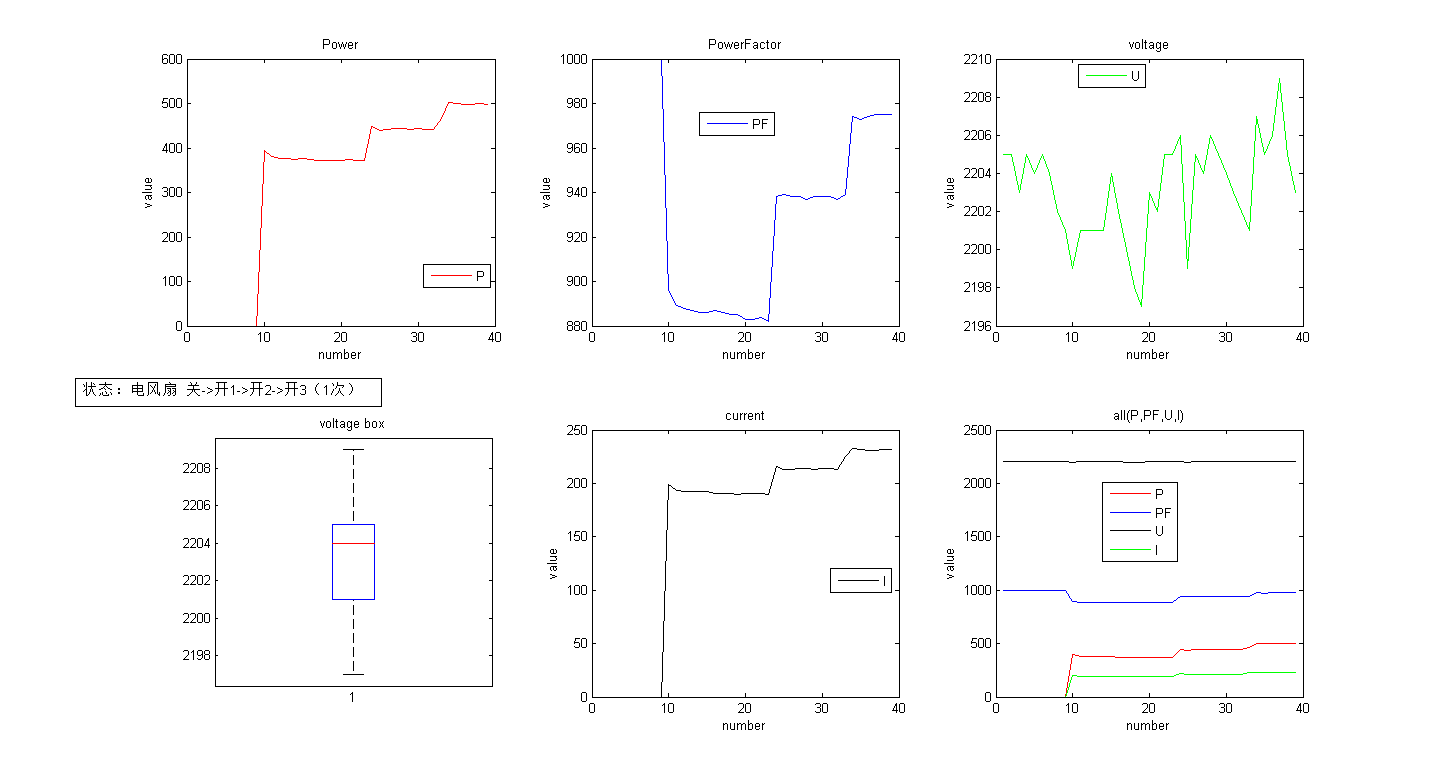 Power
600
500
400
300
200
100
0
0 10 20 30 40
value
number
P
PowerFactor
1000
980
960
940
920
900
880
0 10 20 30 40
value
number
PF
voltage
2210
2208
2206
2204
2202
2200
2198
2196
0 10 20 30 40
value
number
U
状态：电风扇 关->开1->开2->开3（1次）
voltage box
2208
2206
2204
2202
2200
2198
1
current
250
200
150
100
50
0
0 10 20 30 40
value
number
I
all(P,PF,U,I)
2500
2000
1500
1000
500
0
0 10 20 30 40
value
number
P
PF
U
I